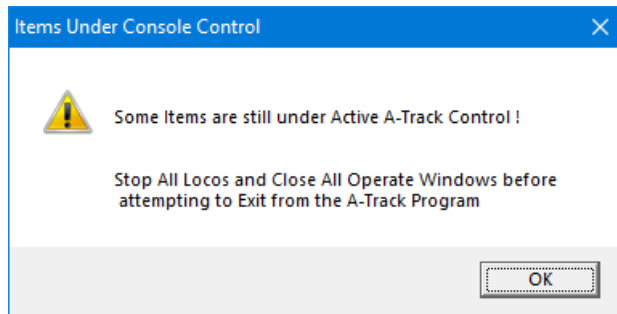 Items Under Console Control
Some Items are still under Active A-Track Control !
Stop All Locos and Close All Operate Windows before
attempting to Exit from the A-Track Program
OK